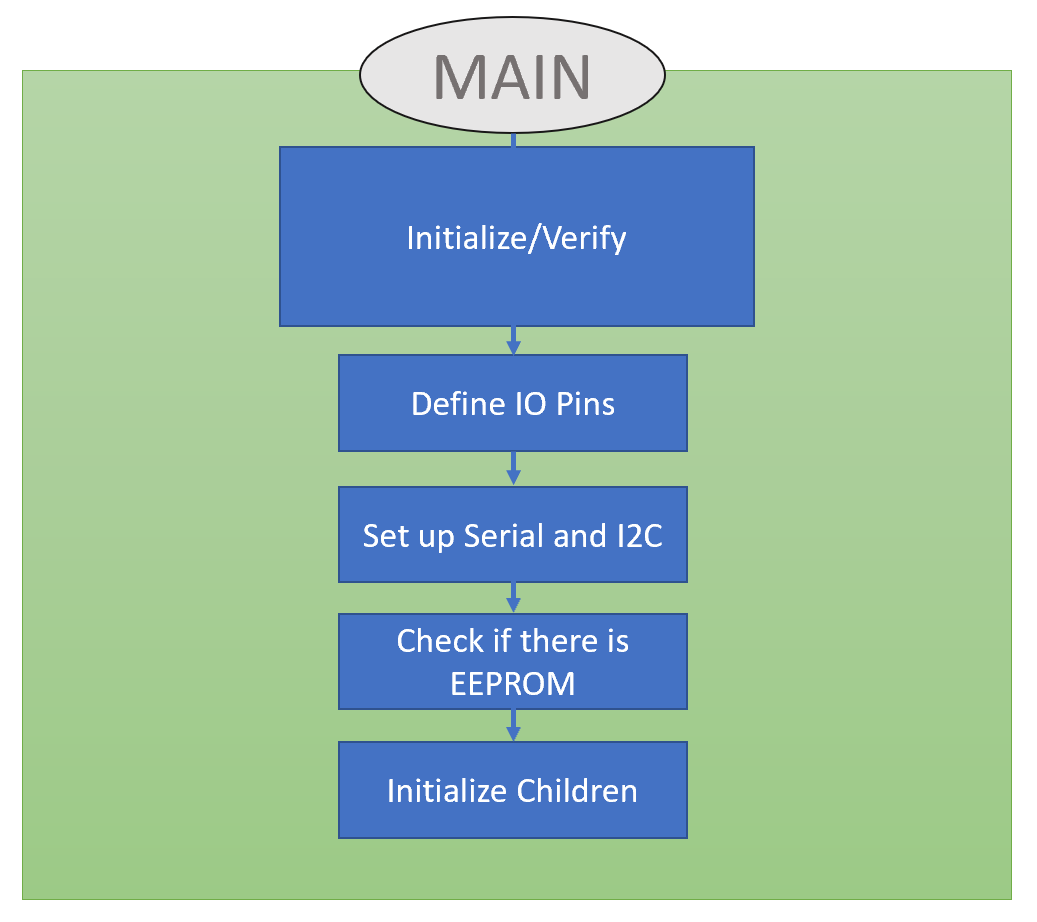 MAIN
Initialize/Verify
Define IO Pins
Set up Serial and I2C
Check if there is
EEPROM
Initialize Children